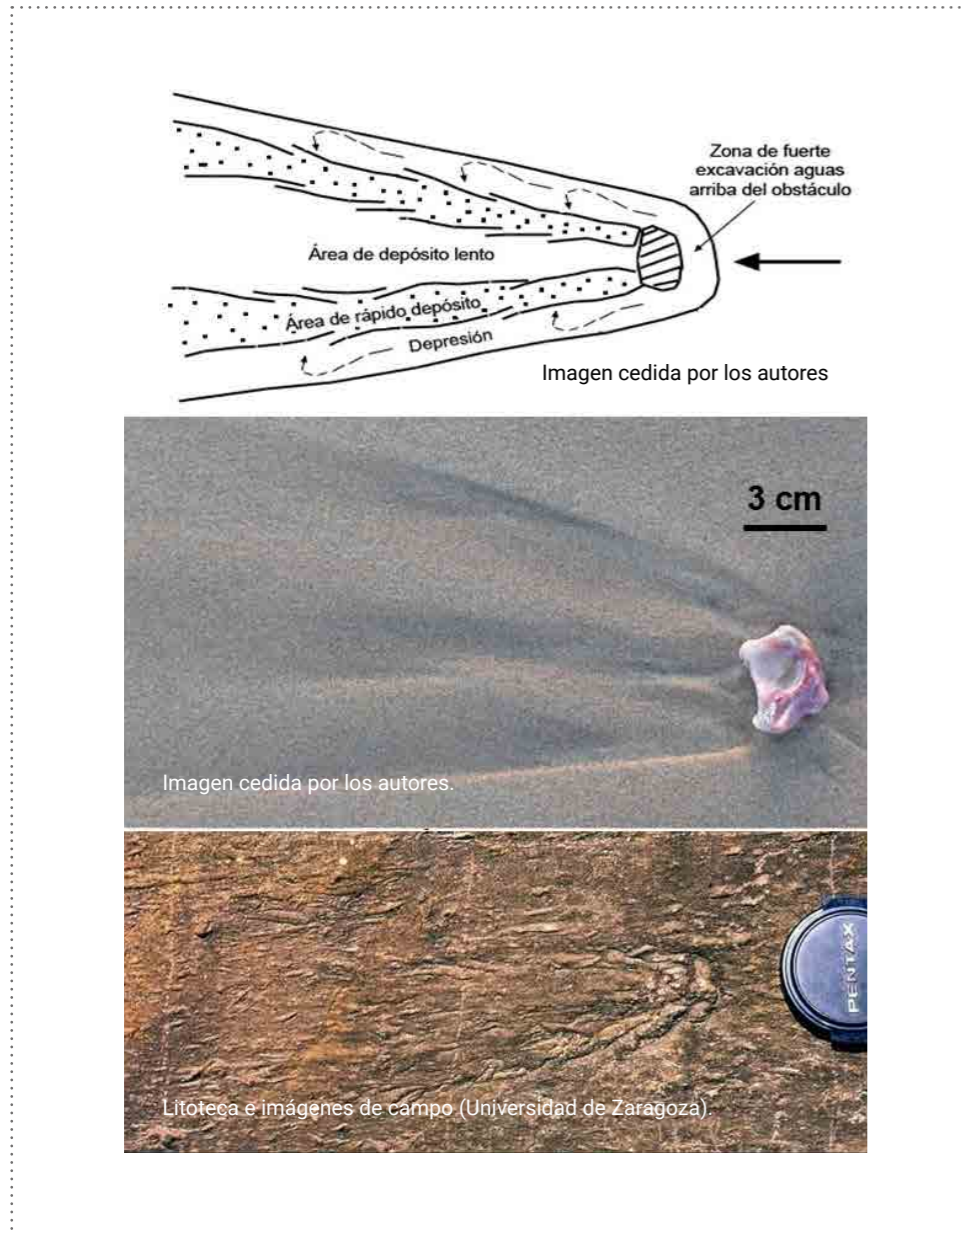 Zona de fuerte
excavación aguas
arriba del obstáculo
Área de depósito lento
Área de rápido depósito
Depresión
Imagen cedida por los autores
3 cm
Imagen cedida por los autores.
PENTAX
Litoteca e imágenes de campo (Universidad de Zaragoza).